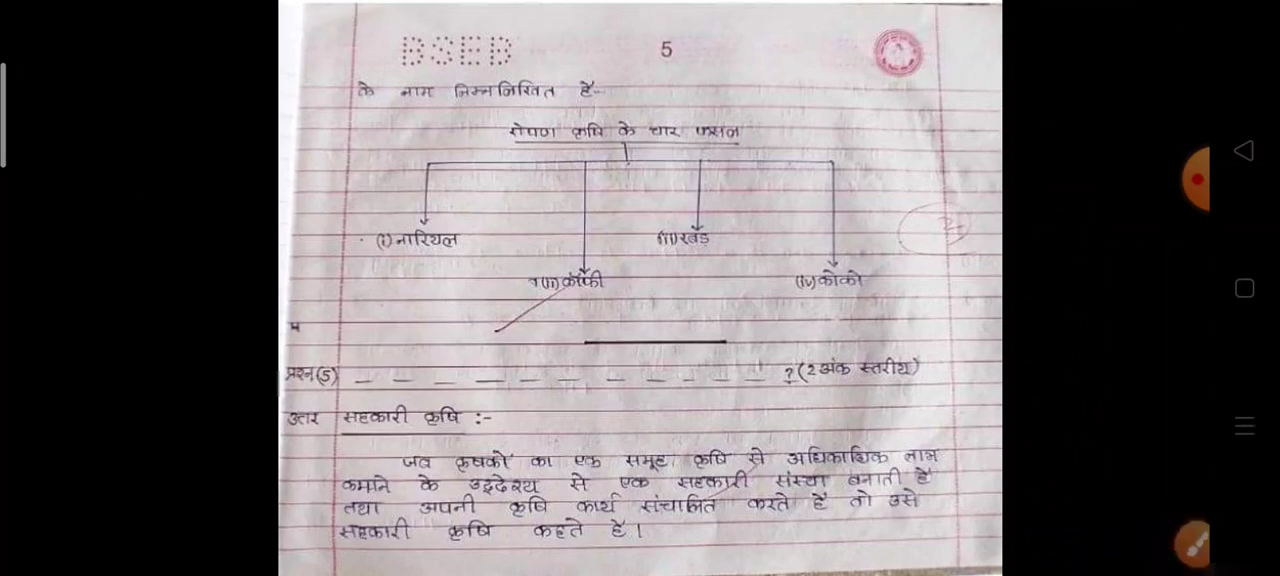 BSEB
5
के नाम निम्नलिखित हैं-
रोपण कृषि के चार फसल
(i) नारियल
(iii) रबड़
(ii) कॉफी
(iv) कोको
प्रश्न(5) _ _ _ _ _ _ _ _ _ _ _ ? (2 अंक स्तरीय)
उत्तर सहकारी कृषि :-
जब कृषकों का एक समूह कृषि से अधिकाधिक लाभ
कमाने के उद्देश्य से एक सहकारी संस्था बनाती हैं
तथा अपनी कृषि कार्य संचालित करते हैं तो उसे
सहकारी कृषि कहते हैं।